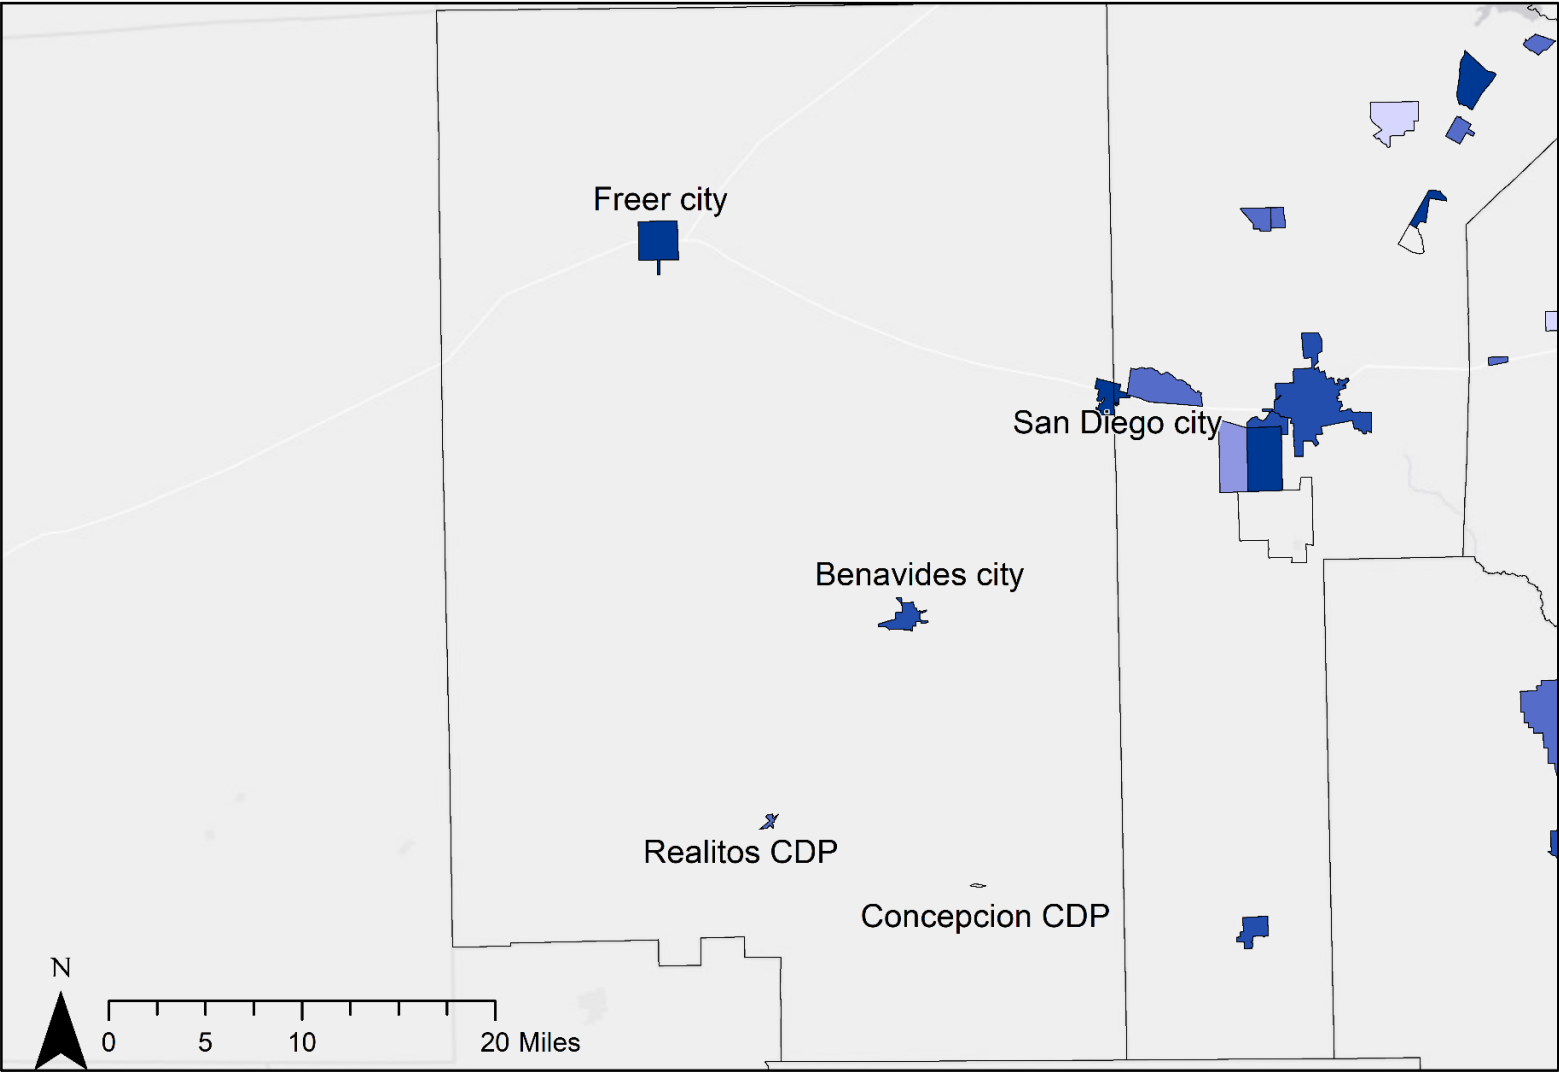 Freer city
San Diego city
Benavides city
Realitos CDP
Concepcion CDP
N
0 5 10 20 Miles